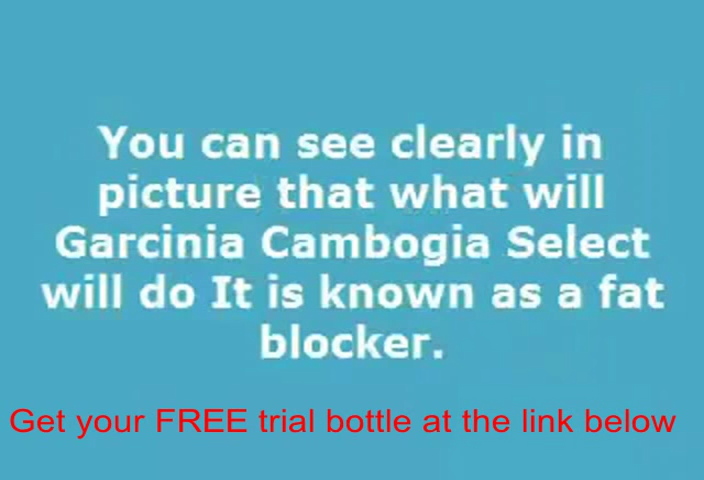 You can see clearly in
picture that what will
Garcinia Cambogia Select
will do It is known as a fat
blocker.
Get your FREE trial bottle at the link below